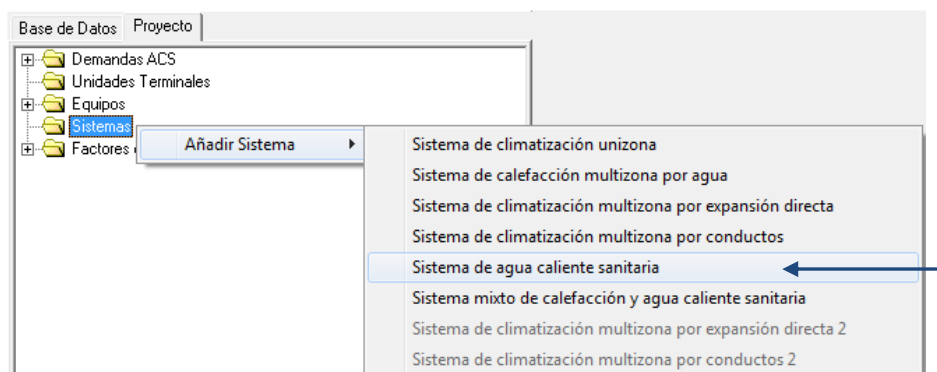 Base de Datos Proyecto
Demandas ACS
Unidades Terminales
Equipos
Sistemas
Añadir Sistema
Factores
Sistema de climatización unizona
Sistema de calefacción multizona por agua
Sistema de climatización multizona por expansión directa
Sistema de climatización multizona por conductos
Sistema de agua caliente sanitaria
Sistema mixto de calefacción y agua caliente sanitaria
Sistema de climatización multizona por expansión directa 2
Sistema de climatización multizona por conductos 2